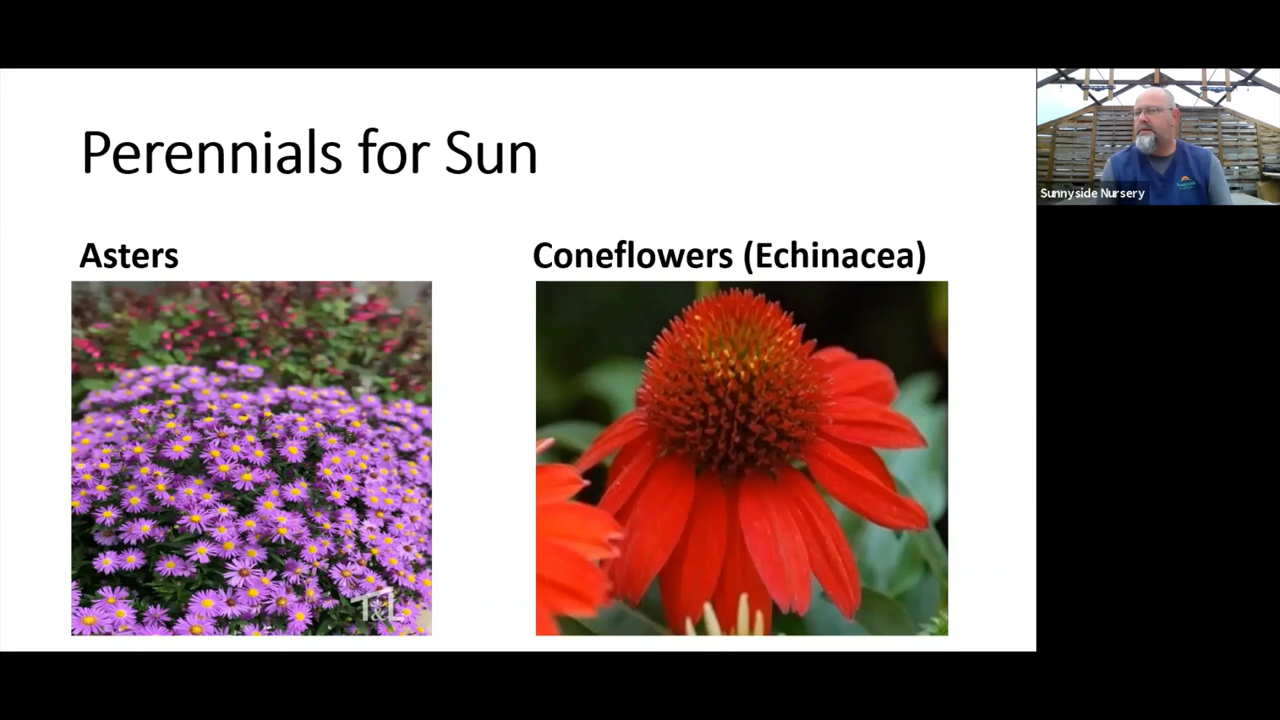 Perennials for Sun
Asters
Coneflowers (Echinacea)
T&L
Sunnyside Nursery